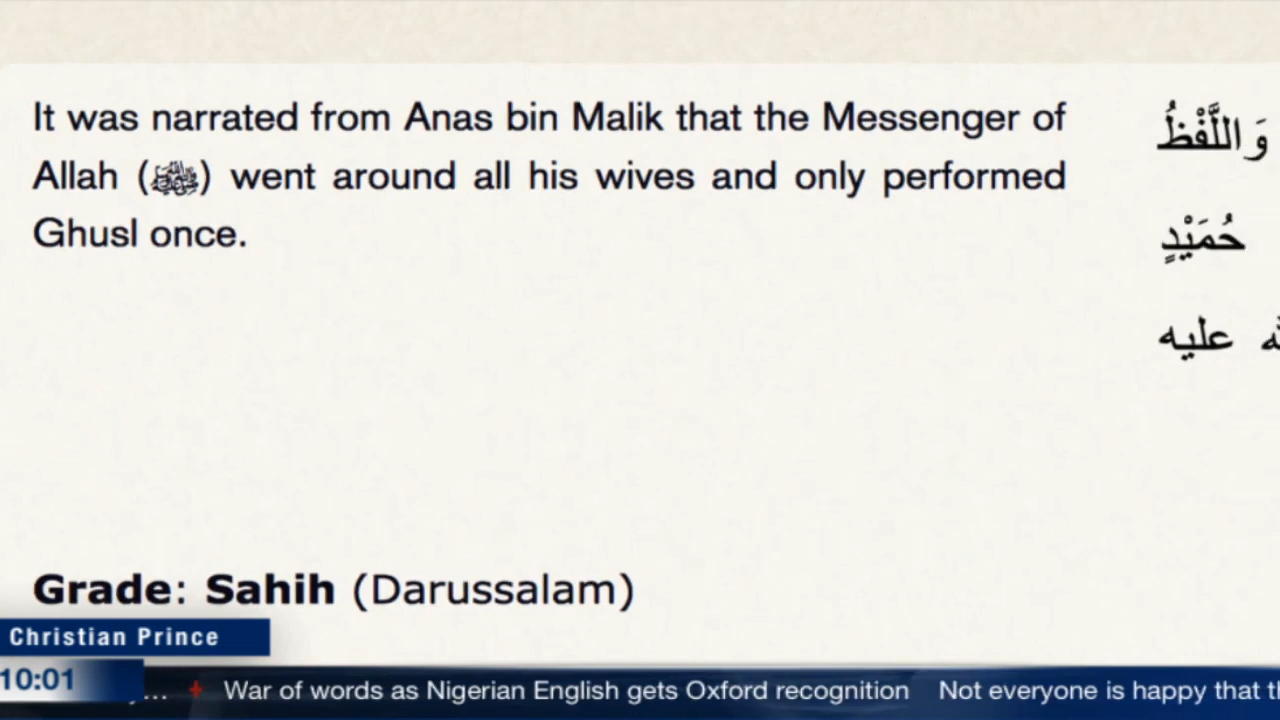 It was narrated from Anas bin Malik that the Messenger of
Allah (ﷺ) went around all his wives and only performed
Ghusl once.
وَاللَّفْظُ
حُمَيْدٍ
عليه
Grade: Sahih (Darussalam)
Christian Prince
10:01
... + War of words as Nigerian English gets Oxford recognition Not everyone is happy that